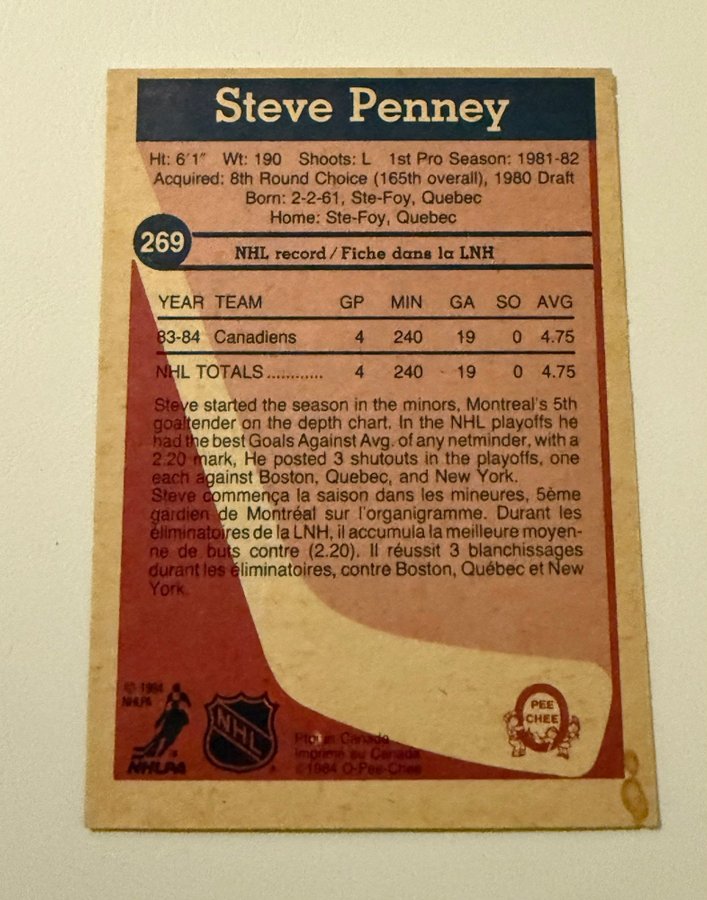 Steve Penney
Ht: 6'1" Wt: 190 Shoots: L 1st Pro Season: 1981-82
Acquired: 8th Round Choice (165th overall), 1980 Draft
Born: 2-2-61, Ste-Foy, Quebec
Home: Ste-Foy, Quebec
269
NHL record/Fiche dans la LNH
YEAR TEAM GP MIN GA SO AVG
83-84 Canadiens 4 240 19 0 4.75
NHL TOTALS............ 4 240 19 0 4.75
Steve started the season in the minors, Montreal's 5th
goaltender on the depth chart. In the NHL playoffs he
had the best Goals Against Avg. of any netminder, with a
2.20 mark, He posted 3 shutouts in the playoffs, one
each against Boston, Quebec, and New York.
Steve commença la saison dans les mineures, 5ème
gardien de Montréal sur l'organigramme. Durant les
éliminatoires de la LNH, il accumula la meilleure moyen-
ne de buts contre (2.20). Il réussit 3 blanchissages
durant les éliminatoires, contre Boston, Québec et New
York.
© 1984
NHLPA
NHLPA
NHL
Ptg. in Canada
Imprimé au Canada
©1984 O-Pee-Chee
PEE
CHEE